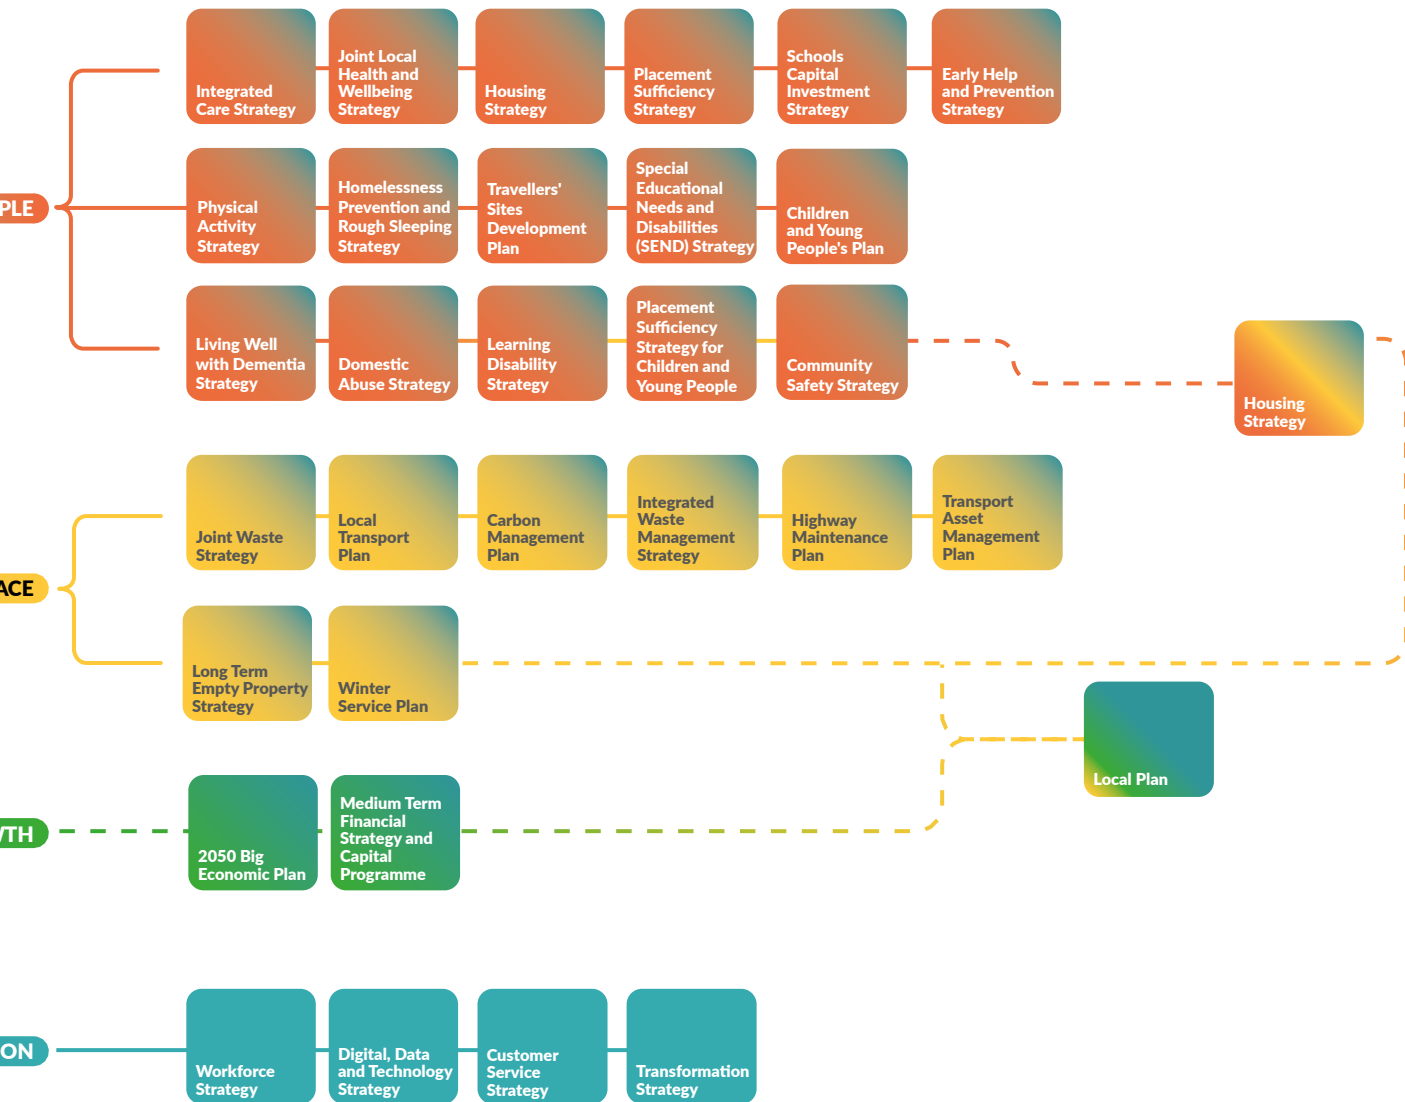 Integrated
Care Strategy
Joint Local
Health and
Wellbeing
Strategy
Housing
Strategy
Placement
Sufficiency
Strategy
Schools
Capital
Investment
Strategy
Early Help
and Prevention
Strategy
PLE
Physical
Activity
Strategy
Homelessness
Prevention and
Rough Sleeping
Strategy
Travellers'
Sites
Development
Plan
Special
Educational
Needs and
Disabilities
(SEND) Strategy
Children
and Young
People's Plan
Living Well
with Dementia
Strategy
Domestic
Abuse Strategy
Learning
Disability
Strategy
Placement
Sufficiency
Strategy for
Children and
Young People
Community
Safety Strategy
Housing
Strategy
ACE
Joint Waste
Strategy
Local
Transport
Plan
Carbon
Management
Plan
Integrated
Waste
Management
Strategy
Highway
Maintenance
Plan
Transport
Asset
Management
Plan
Long Term
Empty Property
Strategy
Winter
Service Plan
Local Plan
TH
2050 Big
Economic Plan
Medium Term
Financial
Strategy and
Capital
Programme
ON
Workforce
Strategy
Digital, Data
and Technology
Strategy
Customer
Service
Strategy
Transformation
Strategy